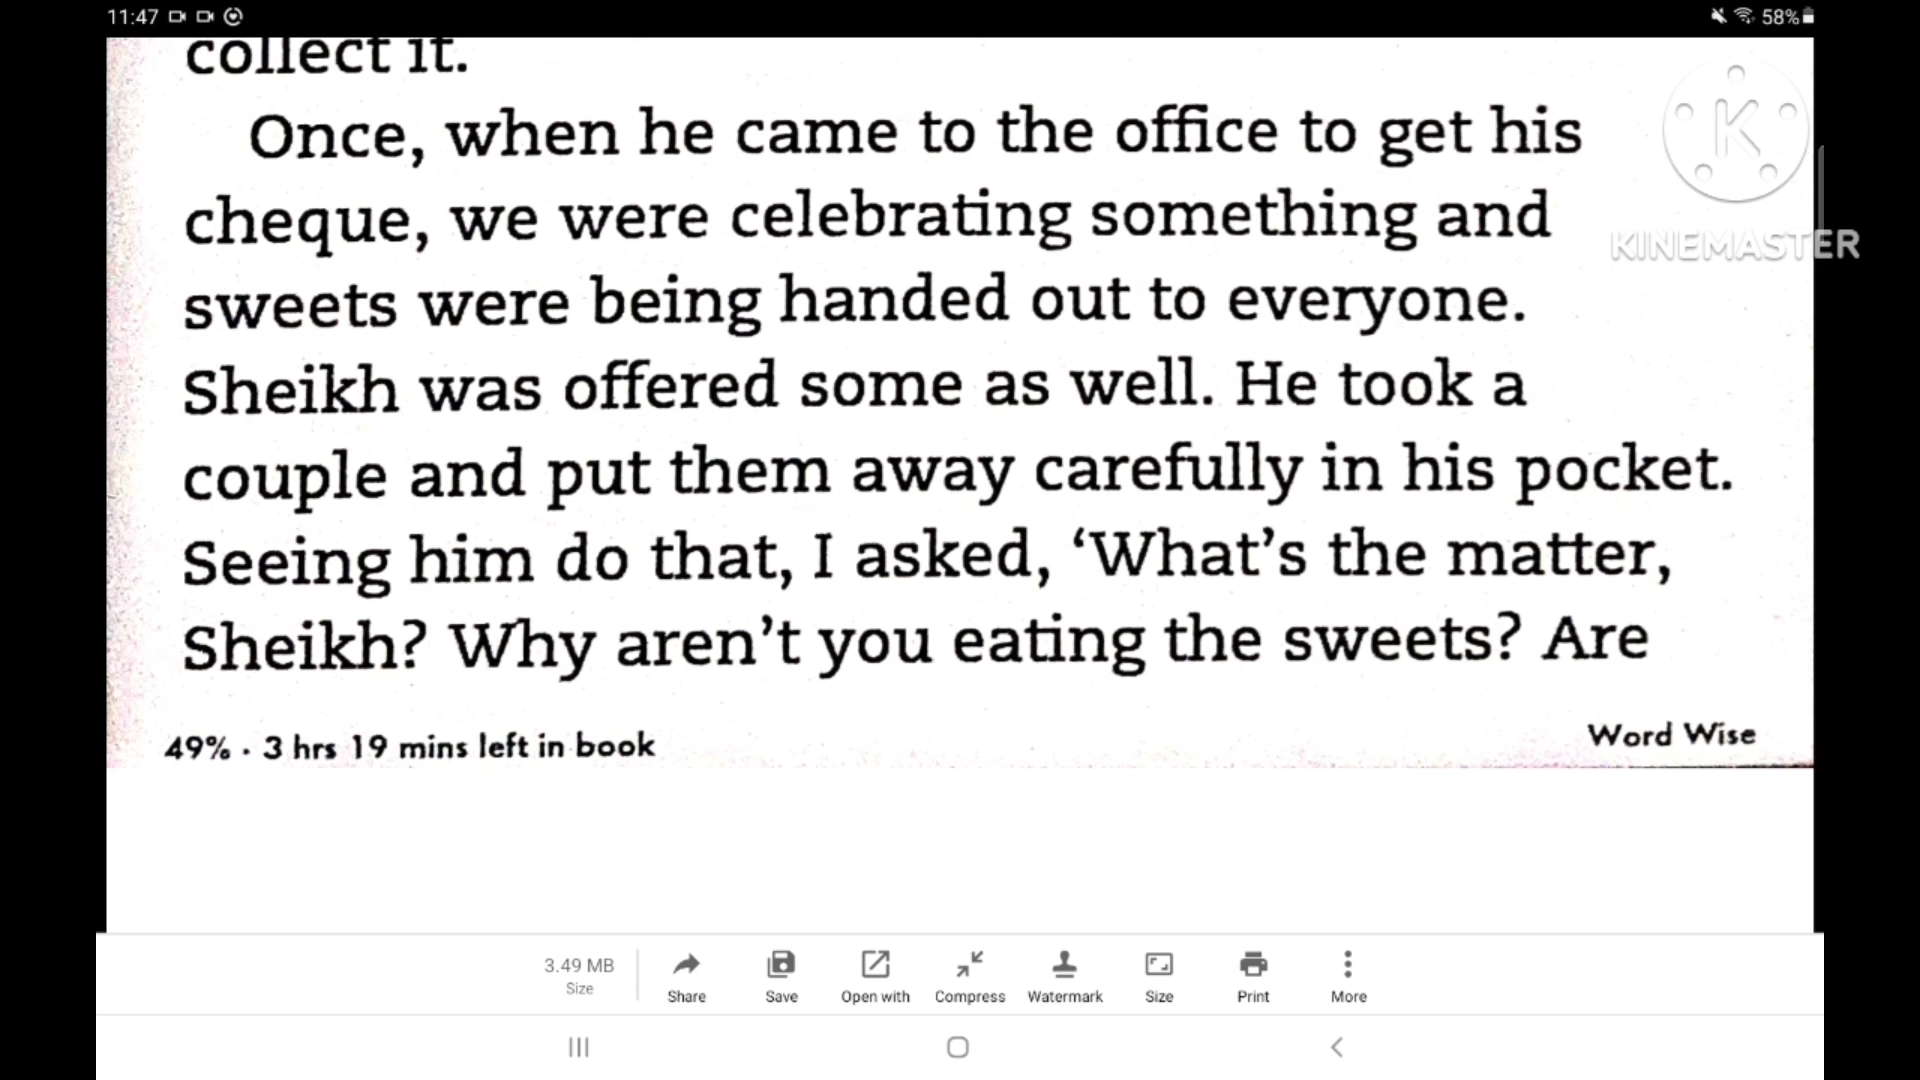 11:47
58%
collect it.
Once, when he came to the office to get his
cheque, we were celebrating something and
sweets were being handed out to everyone.
Sheikh was offered some as well. He took a
couple and put them away carefully in his pocket.
Seeing him do that, I asked, ‘What’s the matter,
Sheikh? Why aren’t you eating the sweets? Are
49% · 3 hrs 19 mins left in book
Word Wise
K
KINEMASTER
3.49 MB
Size
Share
Save
Open with
Compress
Watermark
Size
Print
More